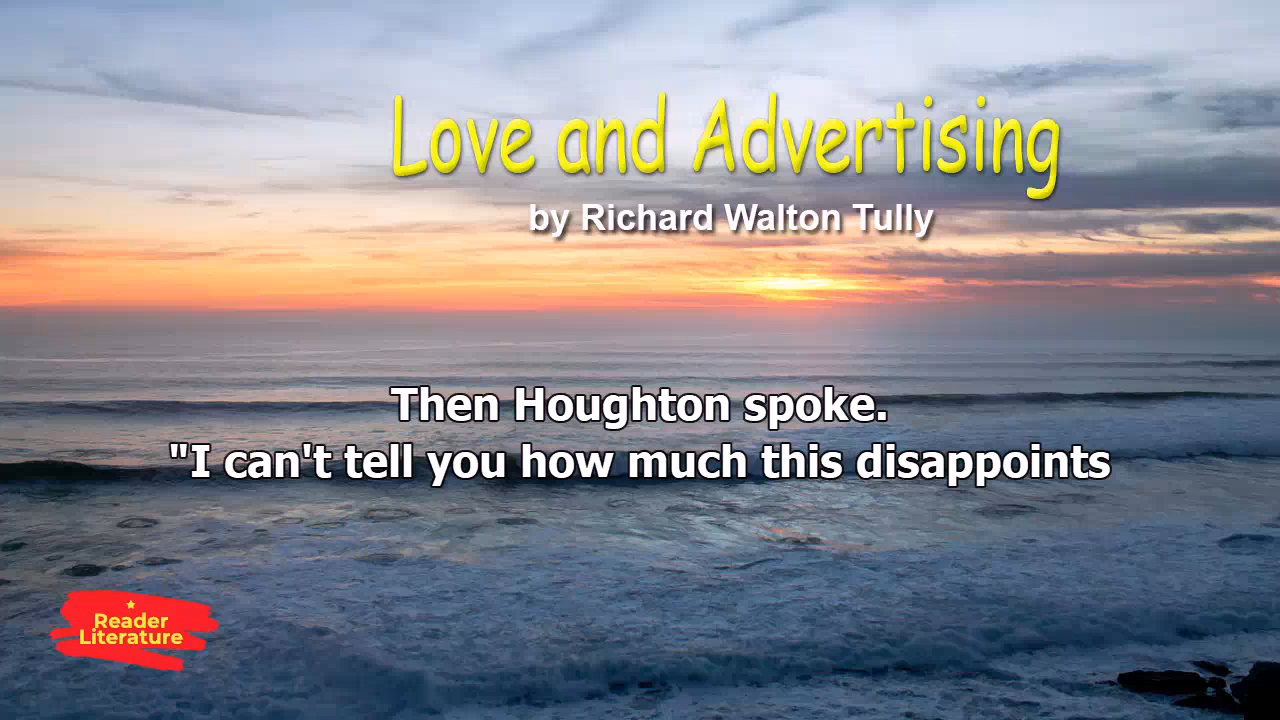 Love and Advertising
by Richard Walton Tully
Then Houghton spoke.
"I can't tell you how much this disappoints
Reader
Literature